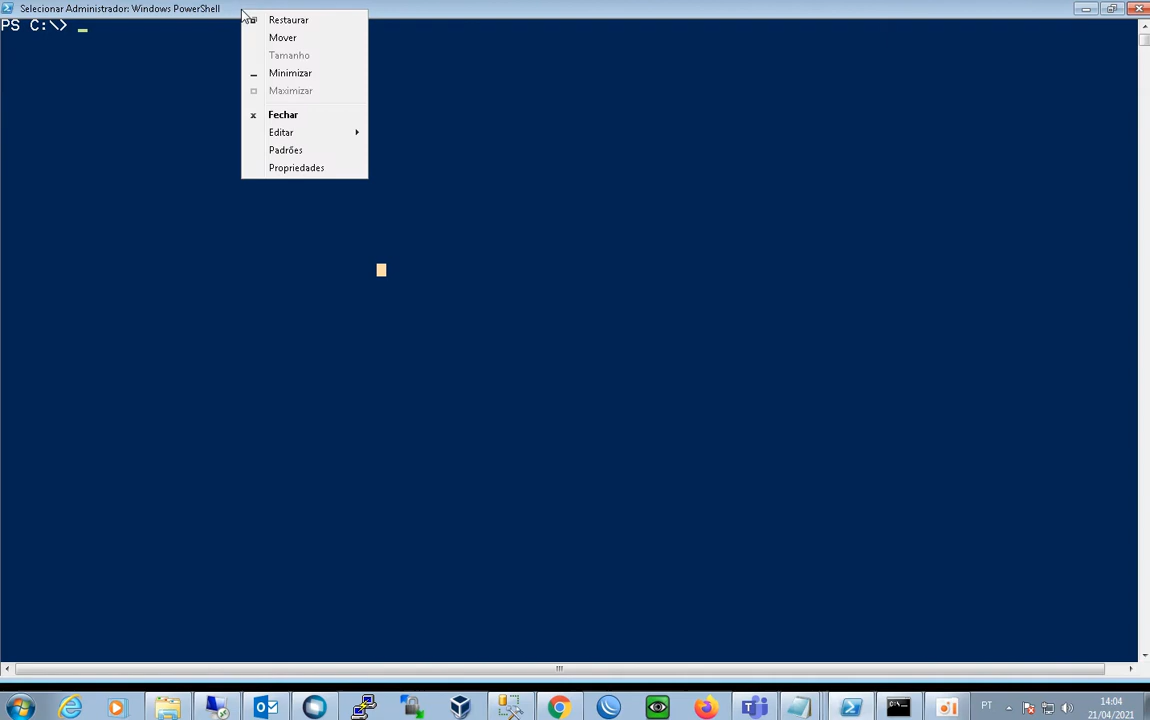 Selecionar Administrador: Windows PowerShell
PS C:\> _
Restaurar
Mover
Tamanho
Minimizar
Maximizar
Fechar
Editar
Padrões
Propriedades
PT
14:04
21/04/2021